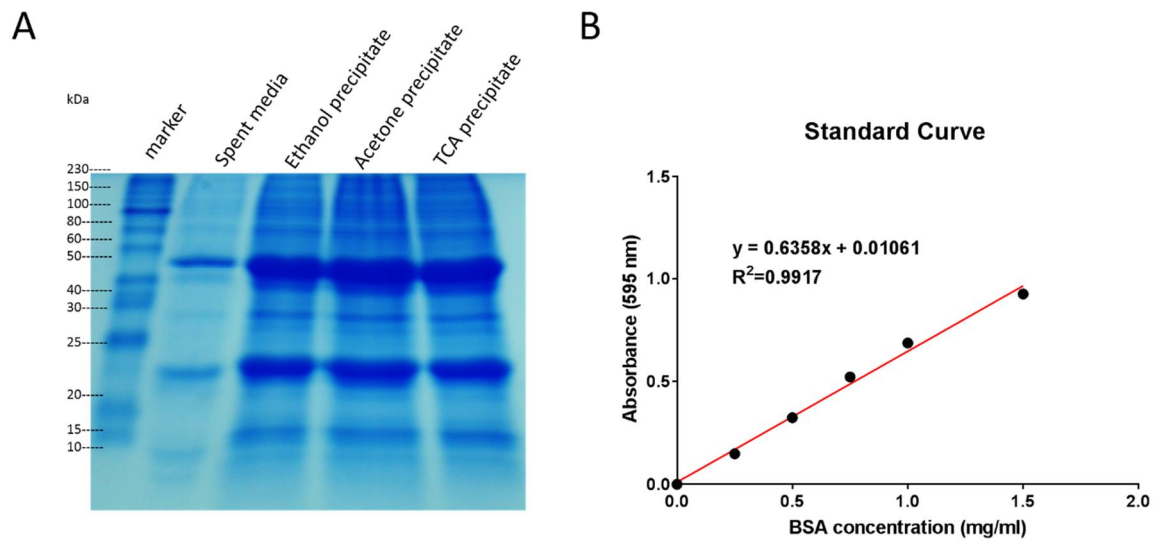 A
kDa
marker
Spent media
Ethanol precipitate
Acetone precipitate
TCA precipitate
230-----
150-----
100-----
80------
60------
50------
40------
30------
25------
20------
15------
10------
B
Standard Curve
y = 0.6358x + 0.01061
R²=0.9917
Absorbance (595 nm)
1.5
1.0
0.5
0.0
0.0 0.5 1.0 1.5 2.0
BSA concentration (mg/ml)